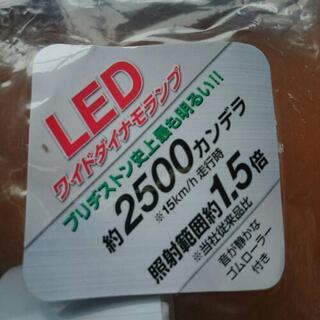 LED
ワイドダイナモランプ
ブリヂストン史上最も明るい!!
約2500カンデラ
※15km/h 走行時
照射範囲約1.5倍
※当社従来品比
音が静かな
ゴムローラー
付き